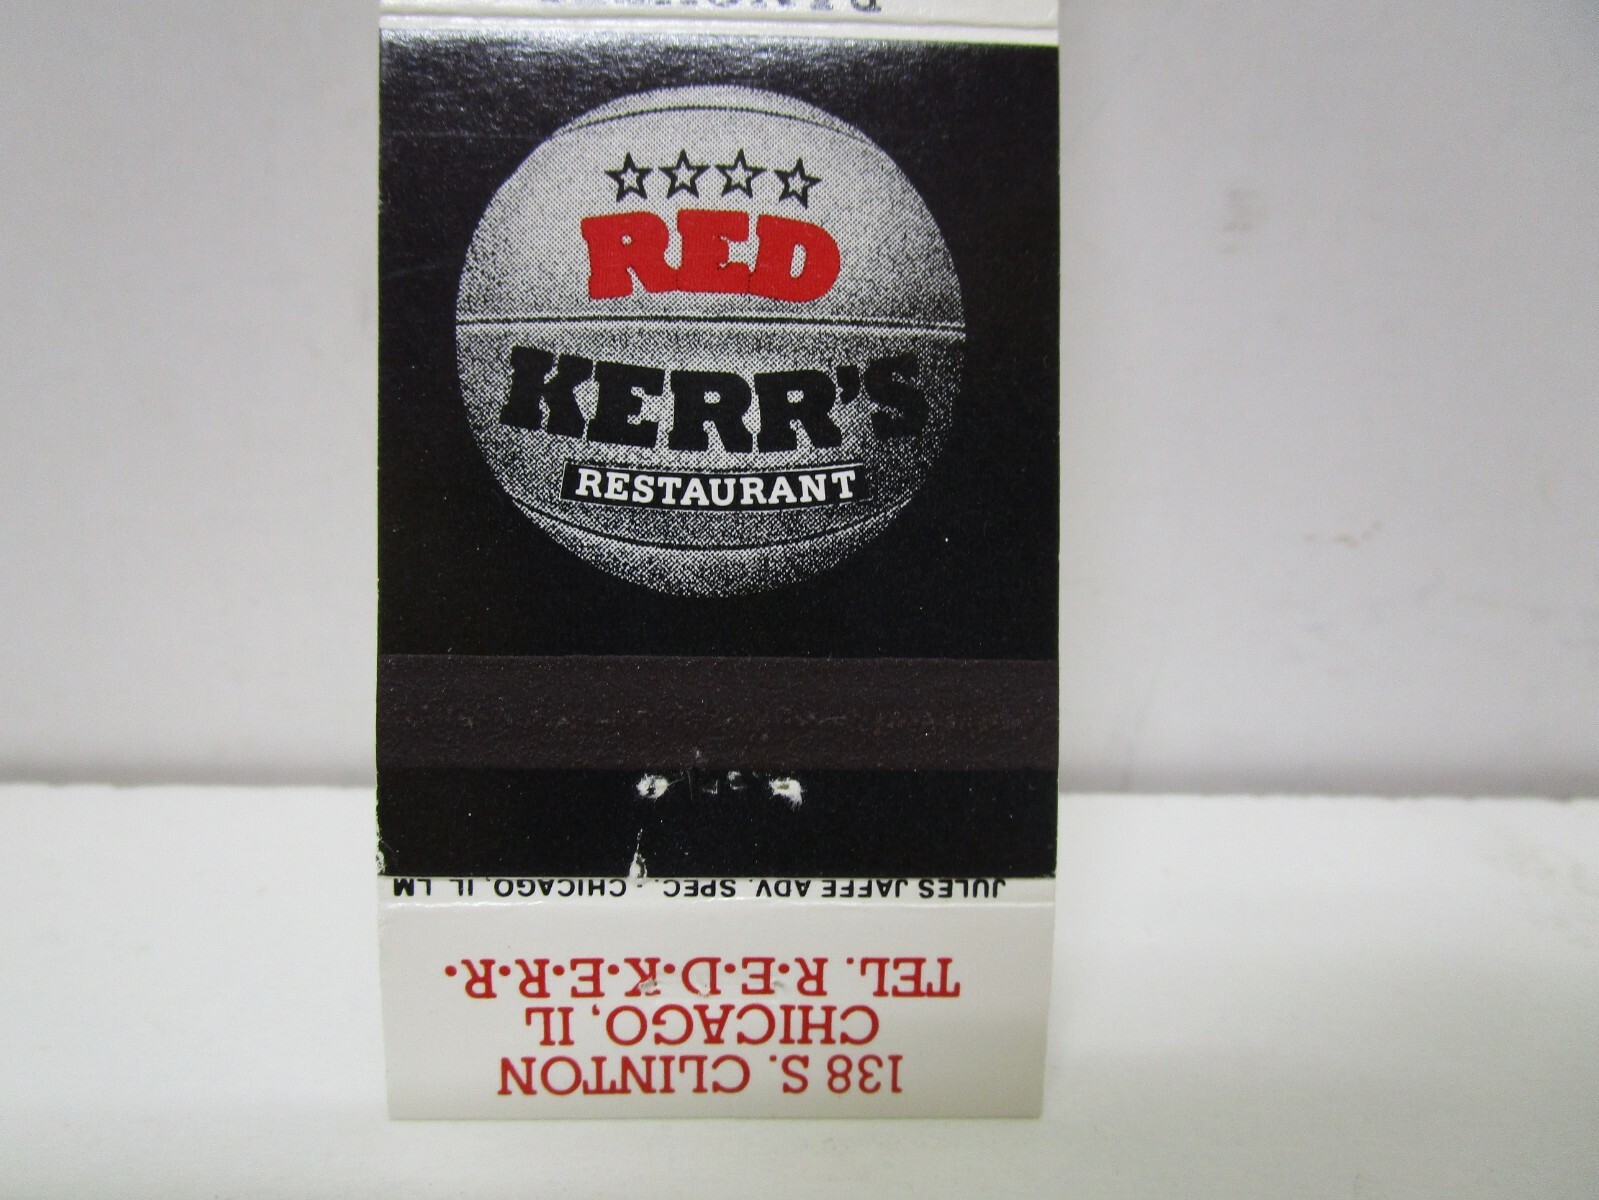 RED
KERR'S
RESTAURANT
JULES JAFFE ADV. SPEC. - CHICAGO, IL LM
138 S. CLINTON
CHICAGO, IL
TEL. R•E•D•K•E•R•R•